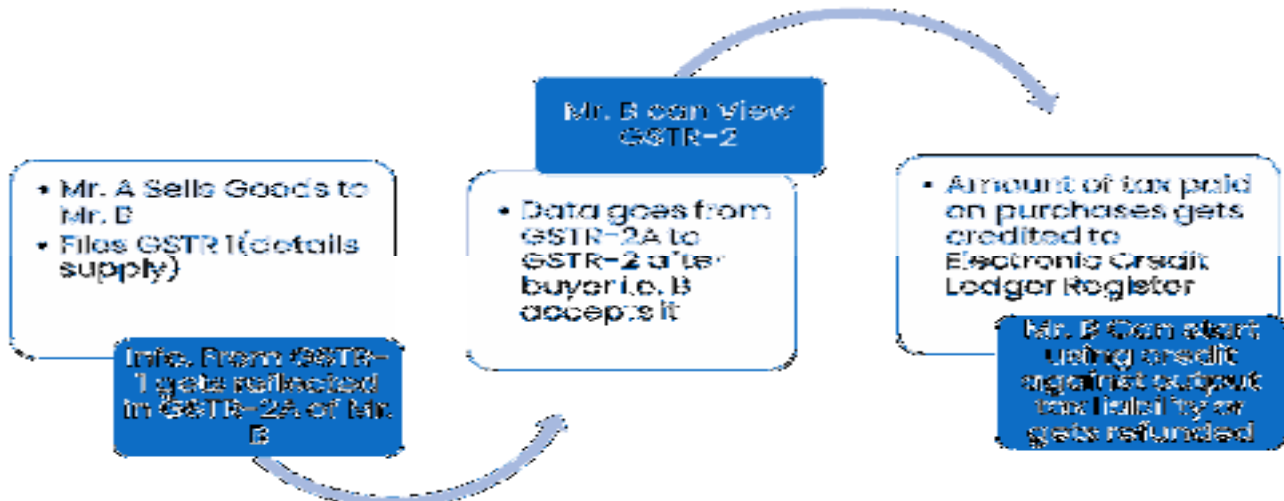 • Mr. A Sells Goods to
Mr. B
• Files GSTR 1(details
supply)
Info. From GSTR-
1 gets reflected
in GSTR-2A of Mr.
B
Mr. B can View
GSTR-2
• Data goes from
GSTR-2A to
GSTR-2 after
buyer i.e. B
accepts it
• Amount of tax paid
on purchases gets
credited to
Electronic Credit
Ledger Register
Mr. B Can start
using credit
against output
tax liability or
gets refunded